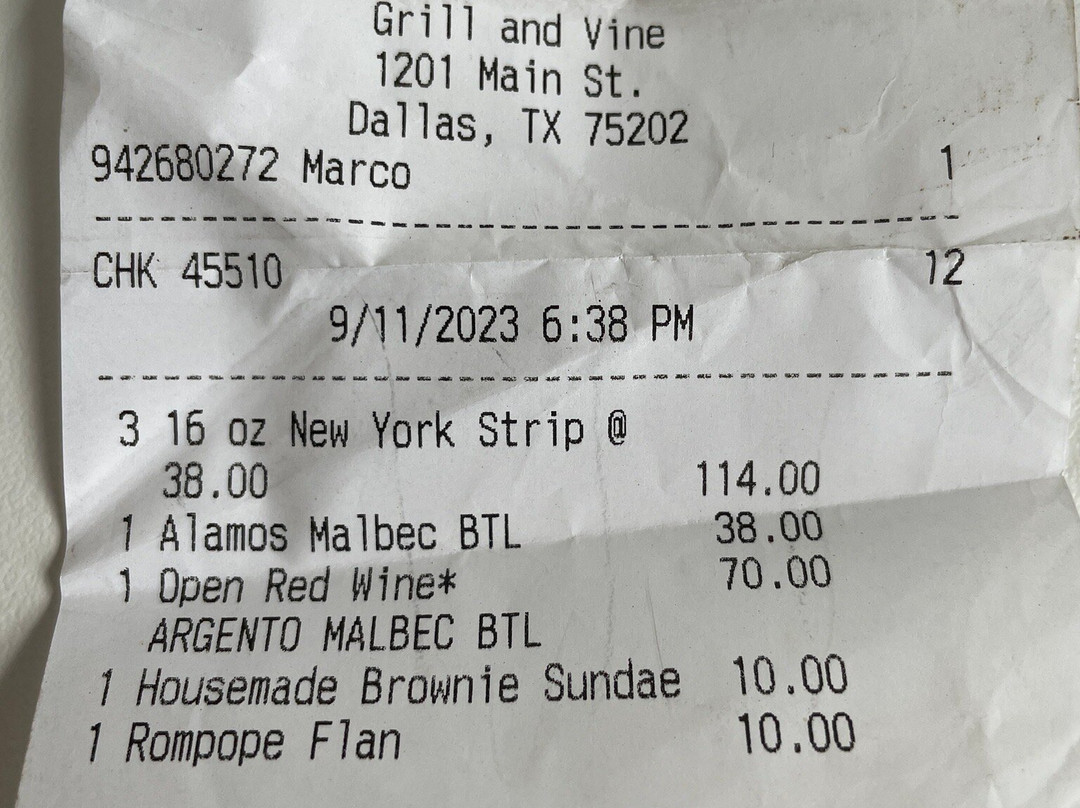 Grill and Vine
1201 Main St.
Dallas, TX 75202
942680272 Marco 1
CHK 45510 12
9/11/2023 6:38 PM
3 16 oz New York Strip @
38.00 114.00
1 Alamos Malbec BTL 38.00
1 Open Red Wine* 70.00
ARGENTO MALBEC BTL
1 Housemade Brownie Sundae 10.00
1 Rompope Flan 10.00